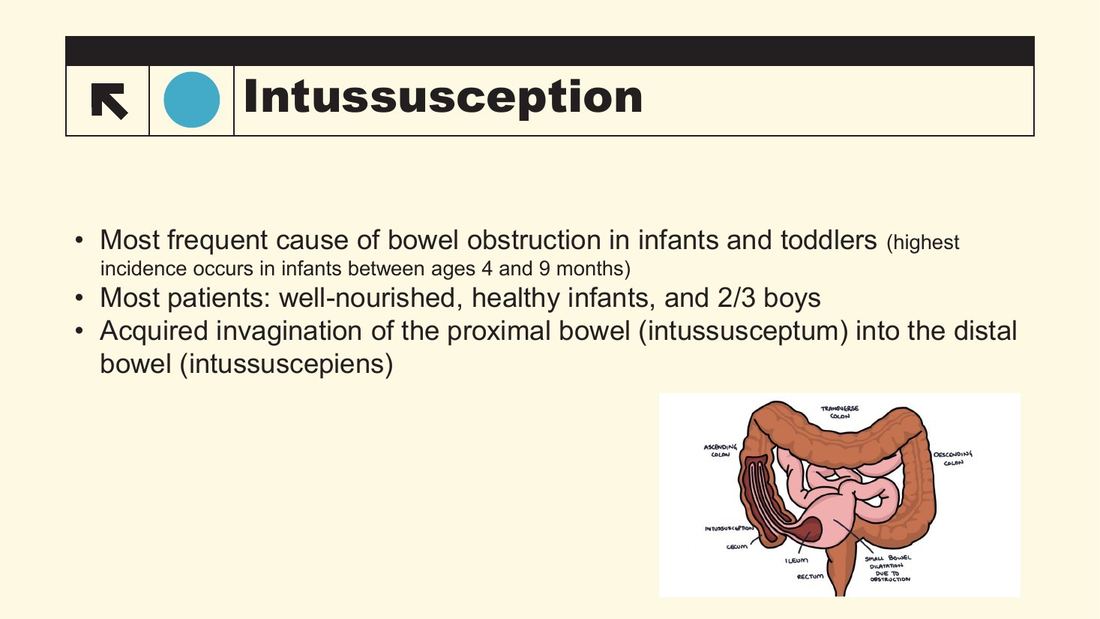 Intussusception
• Most frequent cause of bowel obstruction in infants and toddlers (highest
incidence occurs in infants between ages 4 and 9 months)
• Most patients: well-nourished, healthy infants, and 2/3 boys
• Acquired invagination of the proximal bowel (intussusceptum) into the distal
bowel (intussuscepiens)
TRANSVERSE
COLON
ASCENDING
COLON
DESCENDING
COLON
INTUSSUSCEPTION
CECUM
ILEUM
RECTUM
SMALL BOWEL
DILATATION
DUE TO
OBSTRUCTION